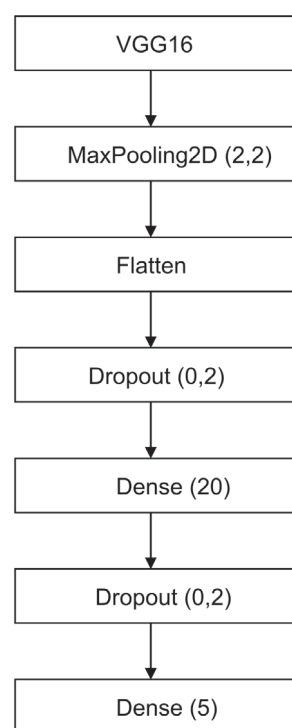 VGG16
MaxPooling2D (2,2)
Flatten
Dropout (0,2)
Dense (20)
Dropout (0,2)
Dense (5)